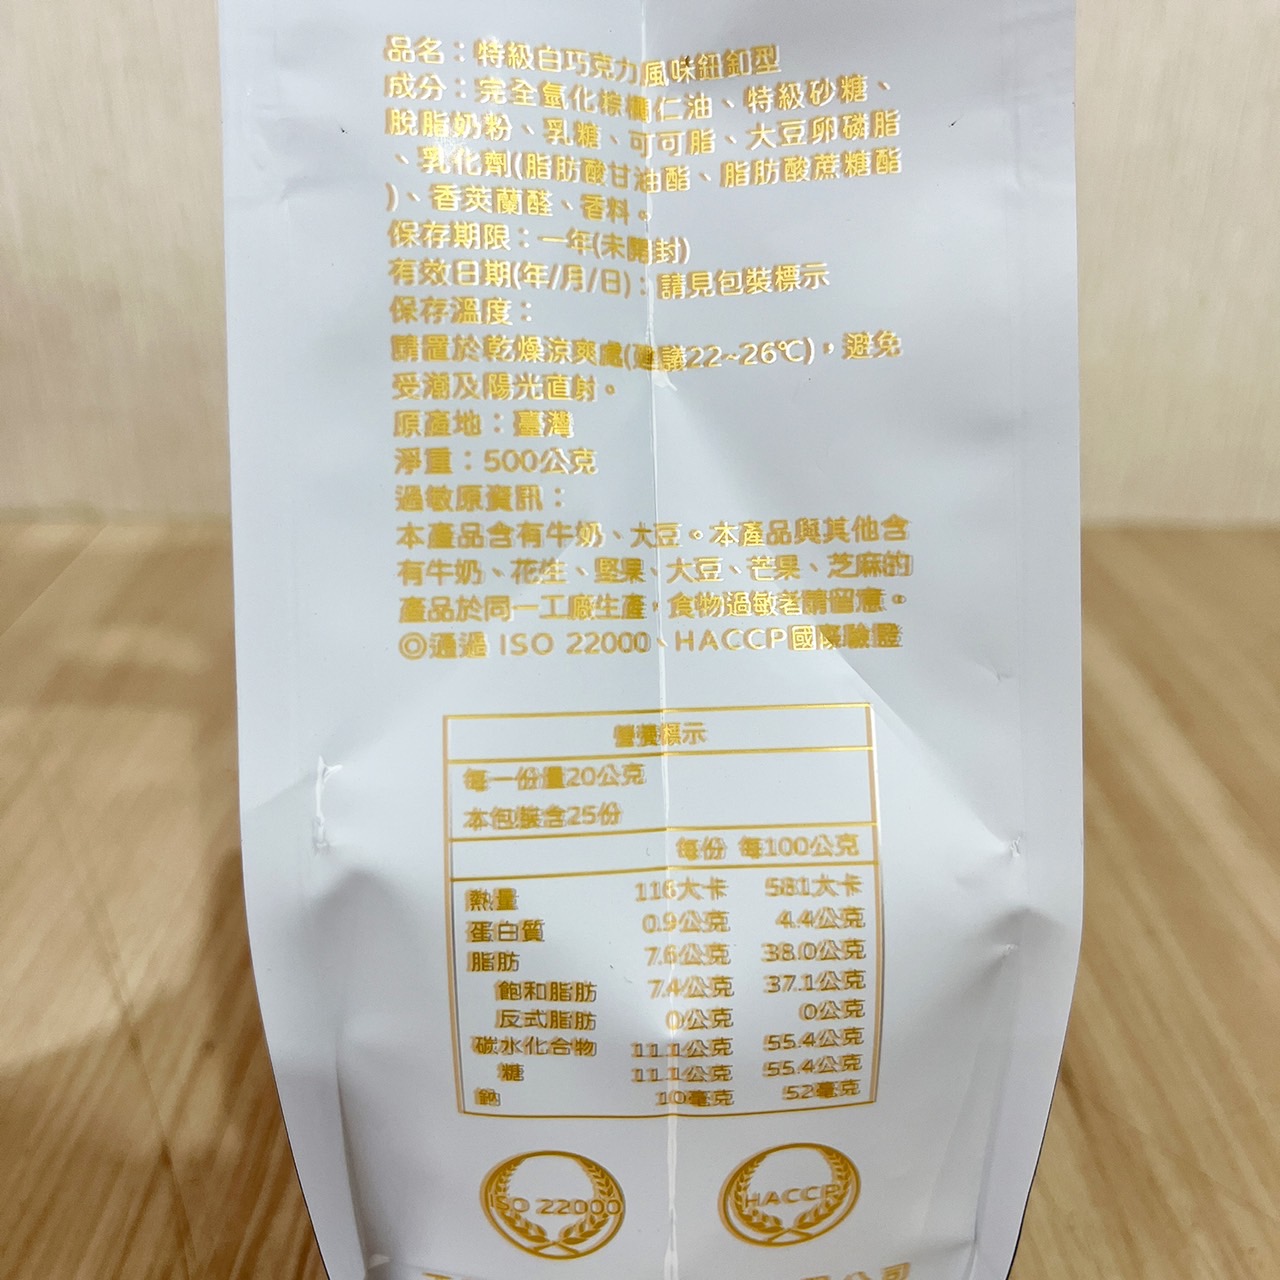 品名：特級白巧克力風味鈕釦型
成分：完全氫化棕櫚仁油、特級砂糖、
脫脂奶粉、乳糖、可可脂、大豆卵磷脂
、乳化劑(脂肪酸甘油酯、脂肪酸蔗糖酯
)、香莢蘭醛、香料。
保存期限：一年(未開封)
有效日期(年/月/日)：請見包裝標示
保存溫度：
請置於乾燥涼爽處(建議22~26℃)，避免
受潮及陽光直射。
原產地：臺灣
淨重：500公克
過敏原資訊：
本產品含有牛奶、大豆。本產品與其他含
有牛奶、花生、堅果、大豆、芒果、芝麻的
產品於同一工廠生產，食物過敏者請留意。
◎通過 ISO 22000、HACCP國際驗證
營養標示
每一份量20公克
本包裝含25份
每份 每100公克
熱量 116大卡 581大卡
蛋白質 0.9公克 4.4公克
脂肪 7.6公克 38.0公克
飽和脂肪 7.4公克 37.1公克
反式脂肪 0公克 0公克
碳水化合物 11.1公克 55.4公克
糖 11.1公克 55.4公克
鈉 10毫克 52毫克
ISO 22000 HACCP